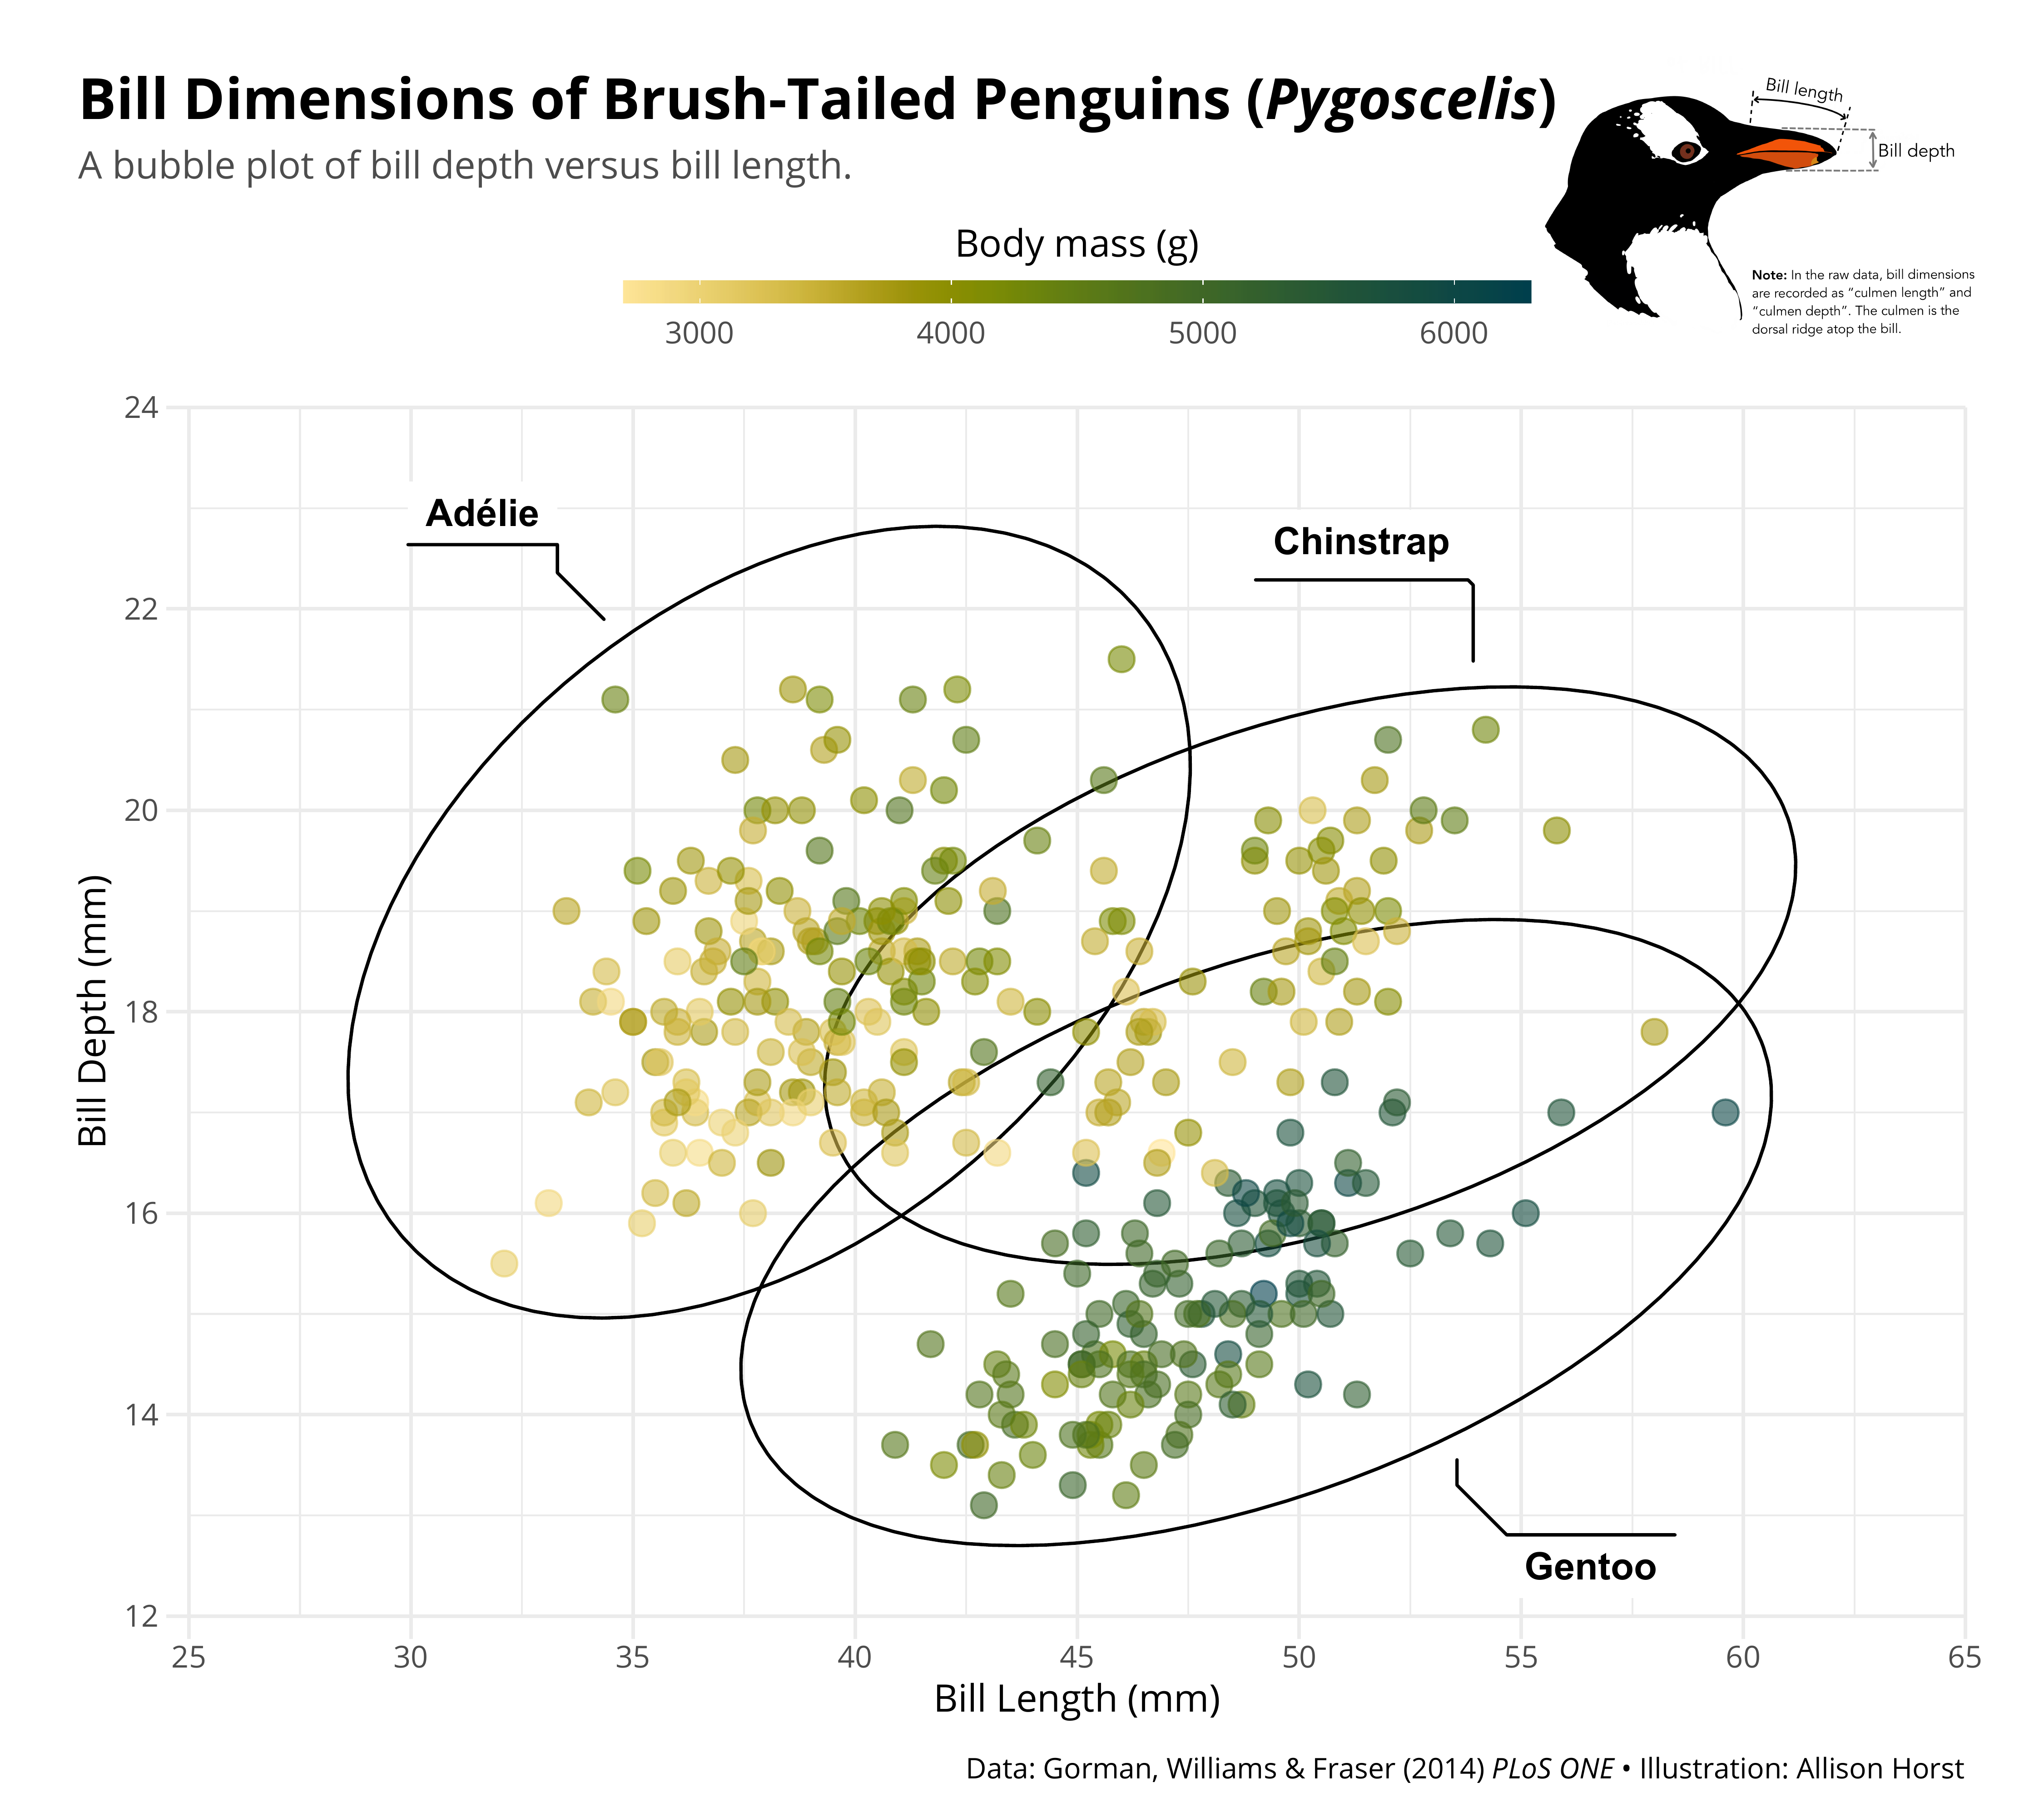 Bill Dimensions of Brush-Tailed Penguins (Pygoscelis)
A bubble plot of bill depth versus bill length.
Bill length
Bill depth
Note: In the raw data, bill dimensions
are recorded as “culmen length” and
“culmen depth”. The culmen is the
dorsal ridge atop the bill.
Body mass (g)
3000 4000 5000 6000
Adélie
Chinstrap
Gentoo
Bill Depth (mm)
24
22
20
18
16
14
12
25 30 35 40 45 50 55 60 65
Bill Length (mm)
Data: Gorman, Williams & Fraser (2014) PLoS ONE • Illustration: Allison Horst